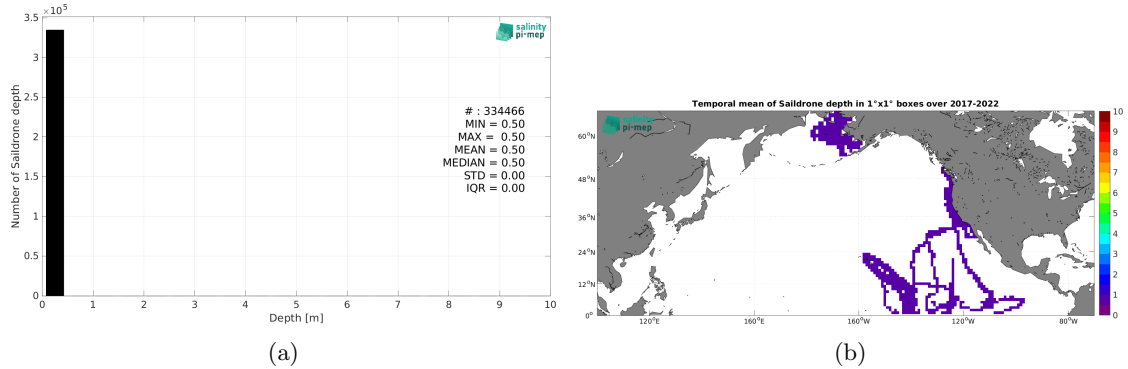 ×10⁵
3.5
3
2.5
2
1.5
1
0.5
0
Number of Saildrone depth
salinity
pi-mep
# : 334466
MIN = 0.50
MAX = 0.50
MEAN = 0.50
MEDIAN = 0.50
STD = 0.00
IQR = 0.00
0 1 2 3 4 5 6 7 8 9 10
Depth [m]
(a)
Temporal mean of Saildrone depth in 1°x1° boxes over 2017-2022
salinity
pi-mep
60°N
48°N
36°N
24°N
12°N
0°
120°E 160°E 160°W 120°W 80°W
10
9
8
7
6
5
4
3
2
1
0
(b)